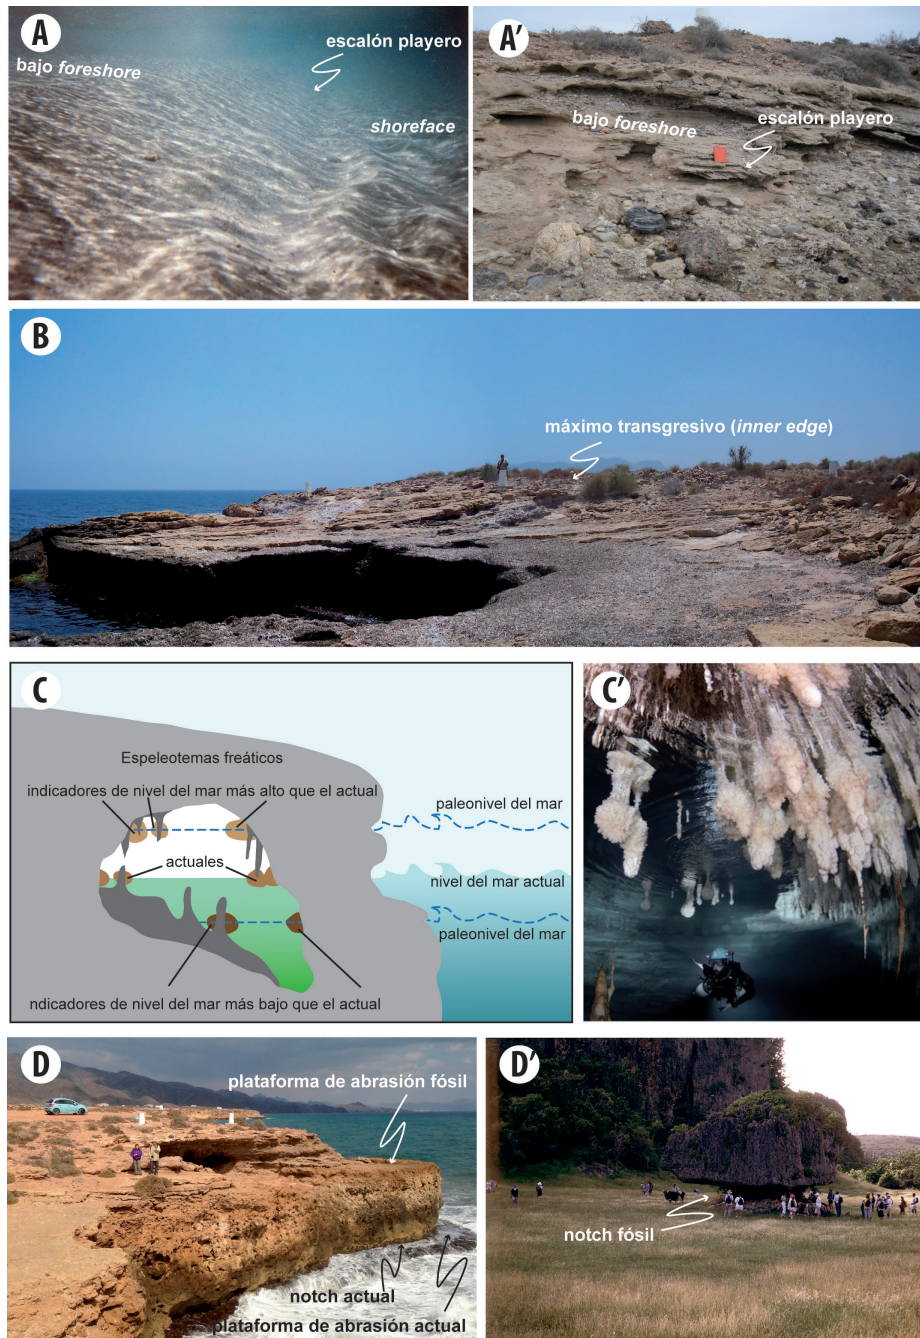 A
escalón playero
bajo foreshore
shoreface
A′
bajo foreshore
escalón playero
B
máximo transgresivo (inner edge)
C
Espeleotemas freáticos
indicadores de nivel del mar más alto que el actual
actuales
ndicadores de nivel del mar más bajo que el actual
paleonivel del mar
nivel del mar actual
paleonivel del mar
C′
D
plataforma de abrasión fósil
notch actual
plataforma de abrasión actual
D′
notch fósil